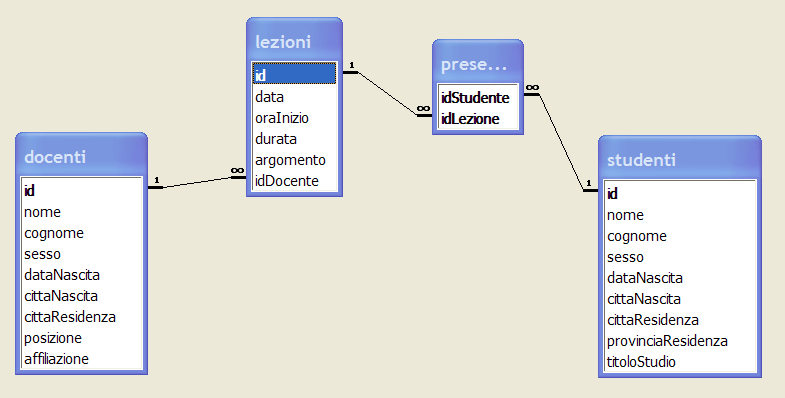 docenti
id
nome
cognome
sesso
dataNascita
cittaNascita
cittaResidenza
posizione
affiliazione
1
∞
lezioni
id
data
oraInizio
durata
argomento
idDocente
1
∞
prese...
idStudente
idLezione
∞
1
studenti
id
nome
cognome
sesso
dataNascita
cittaNascita
cittaResidenza
provinciaResidenza
titoloStudio